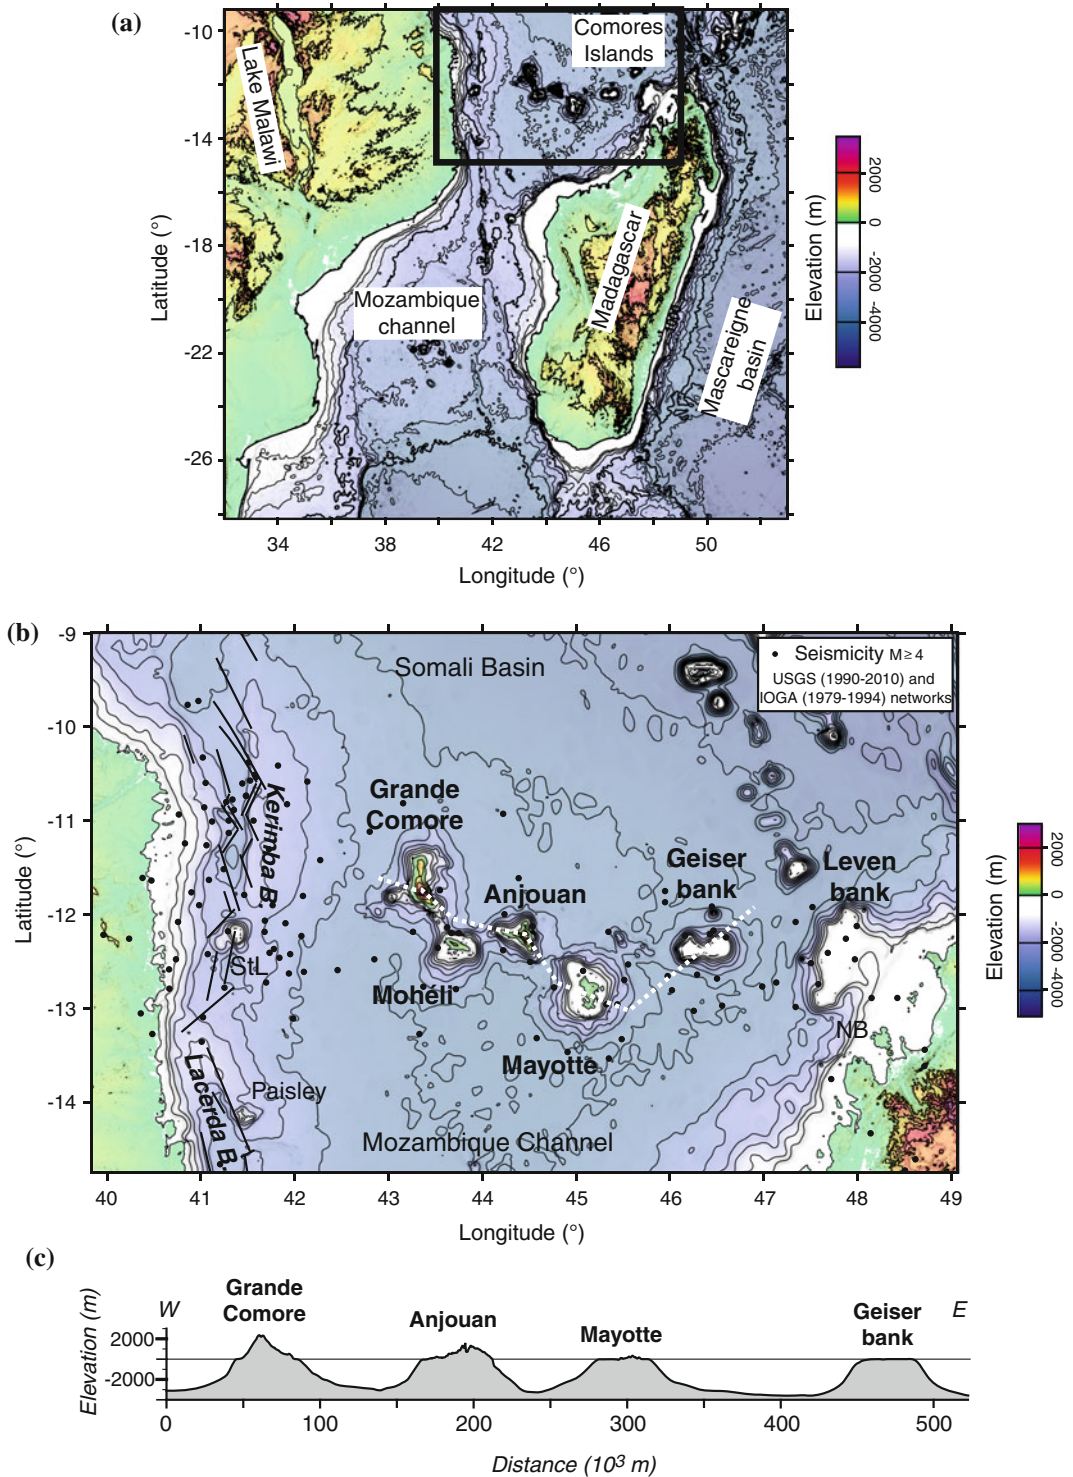 (a)
-10
-14
-18
-22
-26
Latitude (°)
Lake Malawi
Comores
Islands
Mozambique
channel
Madagascar
Mascareigne
basin
34
38
42
46
50
Longitude (°)
2000
0
-2000
-4000
Elevation (m)
(b)
-9
-10
-11
-12
-13
-14
Latitude (°)
Somali Basin
• Seismicity M ≥ 4
USGS (1990-2010) and
IOGA (1979-1994) networks
Kerimba B.
Grande
Comore
Anjouan
Geiser
bank
Leven
bank
StL
Mohéli
Mayotte
NB
Lacerda B.
Paisley
Mozambique Channel
40
41
42
43
44
45
46
47
48
49
Longitude (°)
2000
0
-2000
-4000
Elevation (m)
(c)
W
Grande
Comore
Anjouan
Mayotte
Geiser
bank
E
2000
-2000
Elevation (m)
0
100
200
300
400
500
Distance (10³ m)